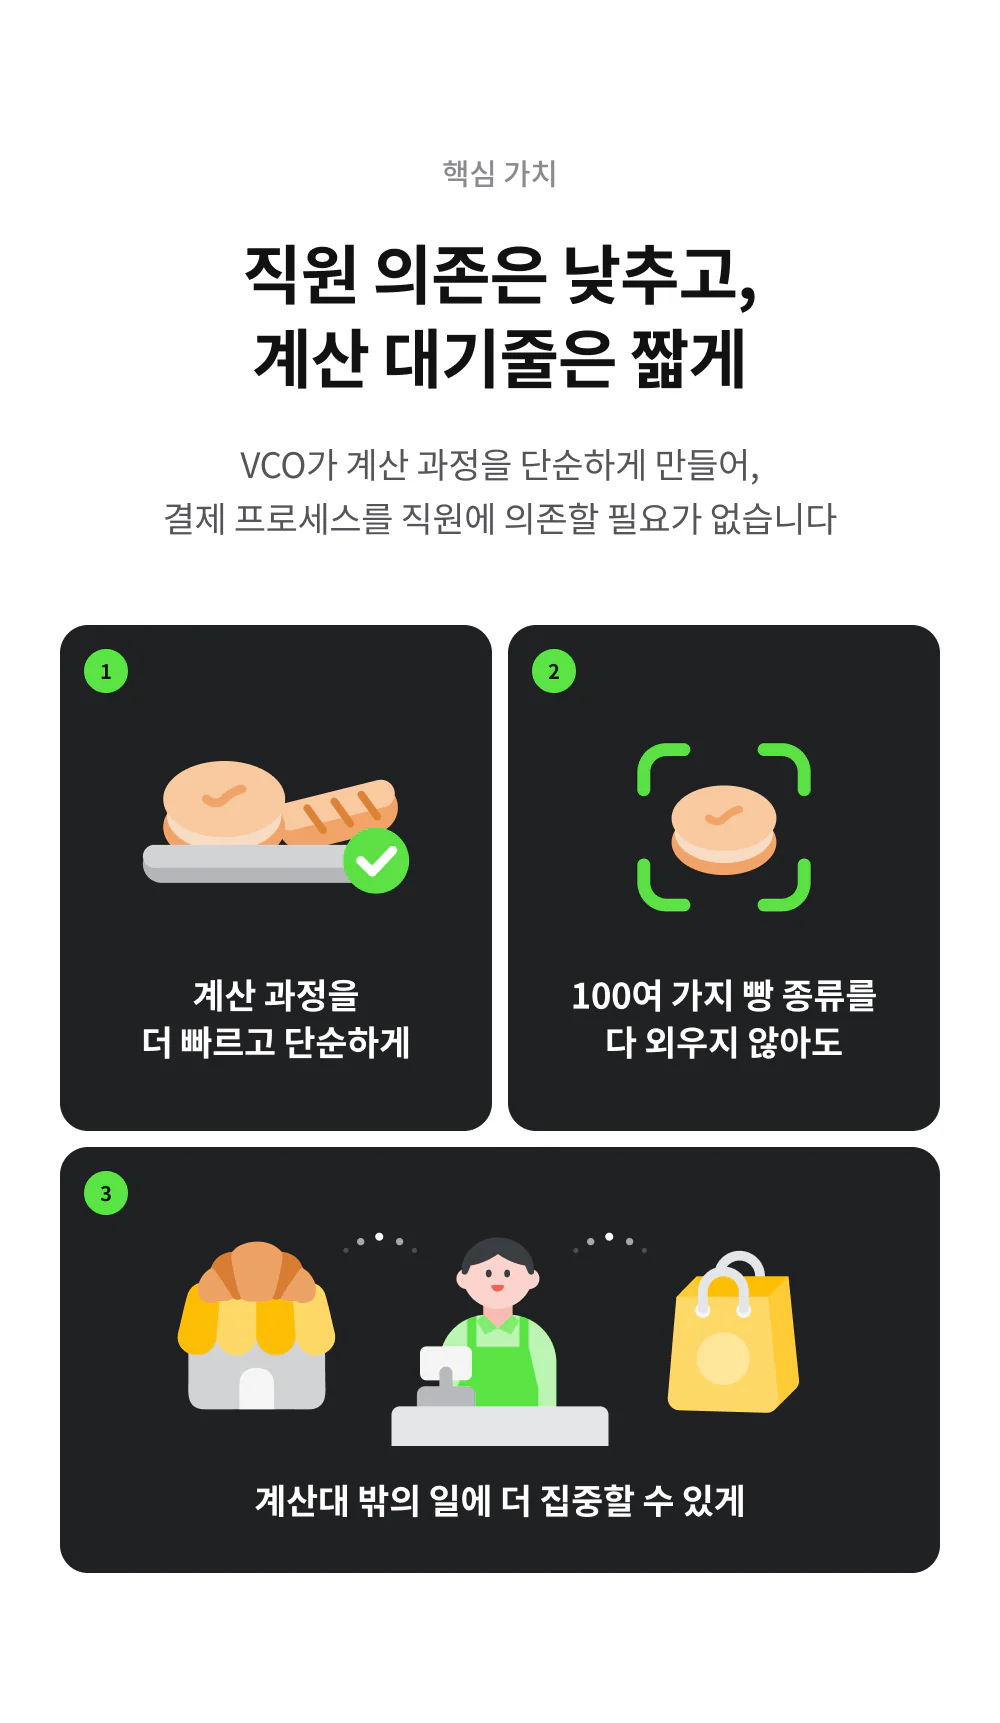 핵심 가치
직원 의존은 낮추고,
계산 대기줄은 짧게
VCO가 계산 과정을 단순하게 만들어,
결제 프로세스를 직원에 의존할 필요가 없습니다
1
계산 과정을
더 빠르고 단순하게
2
100여 가지 빵 종류를
다 외우지 않아도
3
계산대 밖의 일에 더 집중할 수 있게